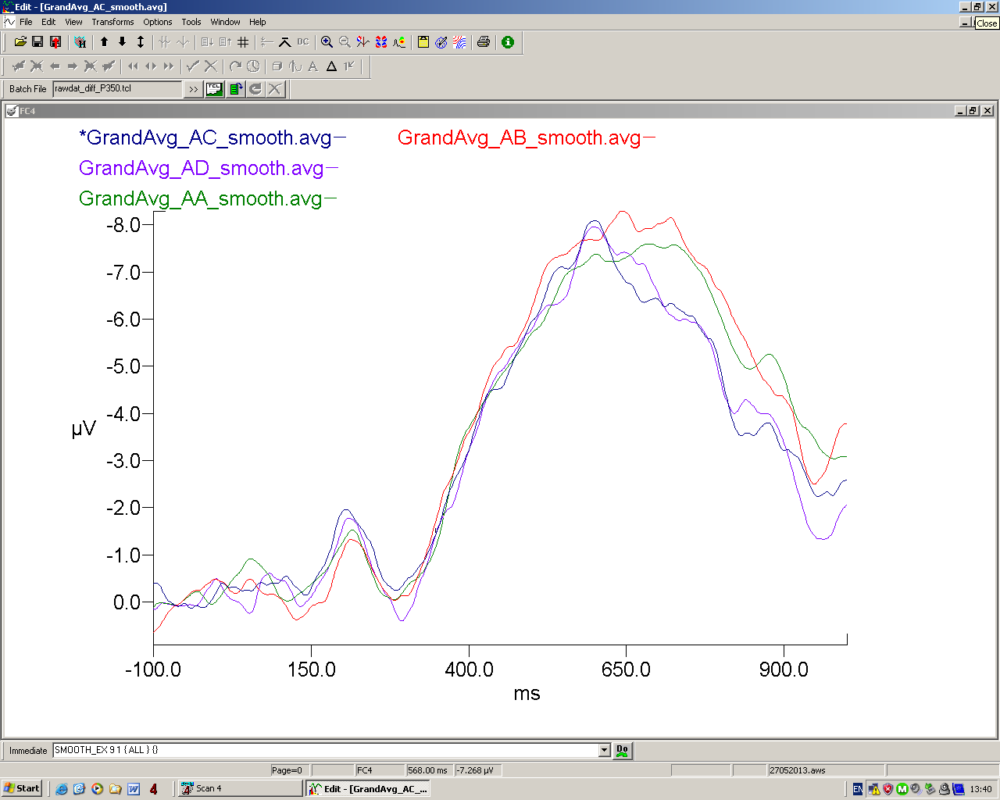 Edit - [GrandAvg_AC_smooth.avg]
File Edit View Transforms Options Tools Window Help
Close
DC
Batch File rawdat_diff_P350.tcl >> TCL
FC4
*GrandAvg_AC_smooth.avg GrandAvg_AB_smooth.avg
GrandAvg_AD_smooth.avg
GrandAvg_AA_smooth.avg
-8.0
-7.0
-6.0
-5.0
-4.0
µV
-3.0
-2.0
-1.0
0.0
-100.0 150.0 400.0 650.0 900.0
ms
Immediate SMOOTH_EX 9 1 { ALL } {} Do
Page=0 FC4 568.00 ms -7.268 µV 27052013.aws
Start 4 Scan 4 Edit - [GrandAvg_AC_... EN 13:40